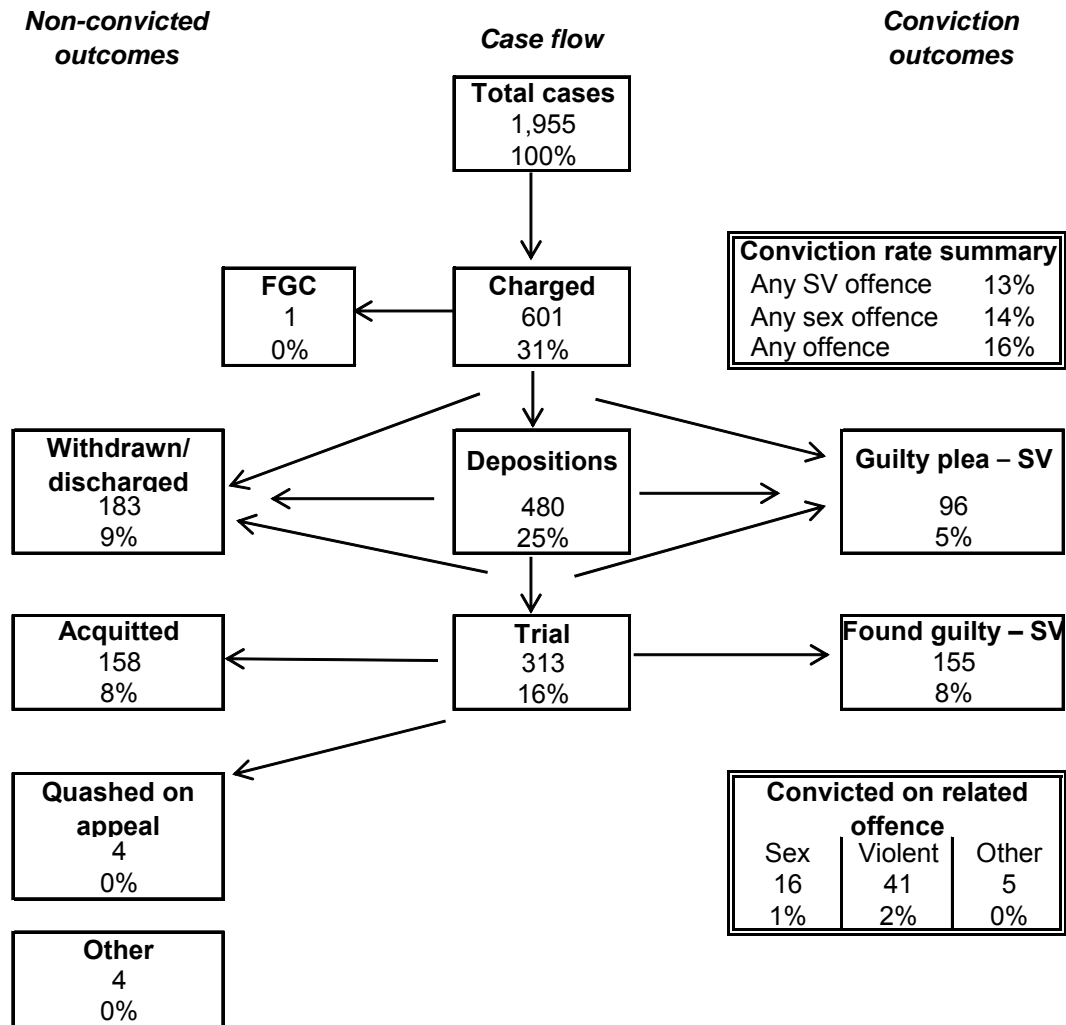 Non-convicted
outcomes
Case flow
Conviction
outcomes
Total cases
1,955
100%
FGC
1
0%
Charged
601
31%
Conviction rate summary
Any SV offence 13%
Any sex offence 14%
Any offence 16%
Withdrawn/
discharged
183
9%
Depositions
480
25%
Guilty plea – SV
96
5%
Acquitted
158
8%
Trial
313
16%
Found guilty – SV
155
8%
Quashed on
appeal
4
0%
Convicted on related
offence
Sex Violent Other
16 41 5
1% 2% 0%
Other
4
0%